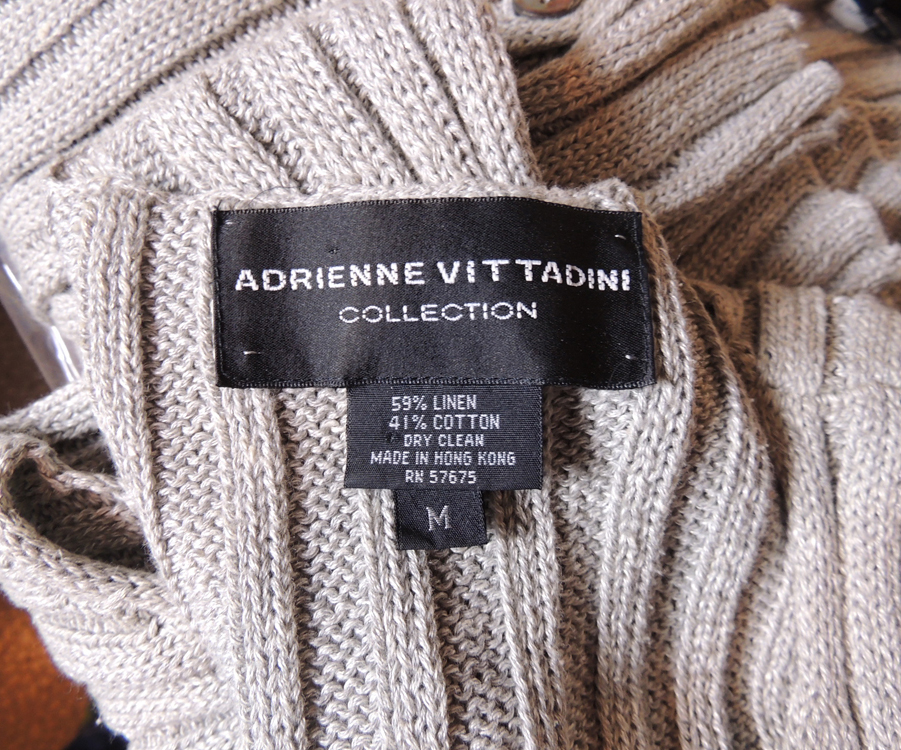 ADRIENNE VITTADINI
COLLECTION
59% LINEN
41% COTTON
DRY CLEAN
MADE IN HONG KONG
RN 57675
M